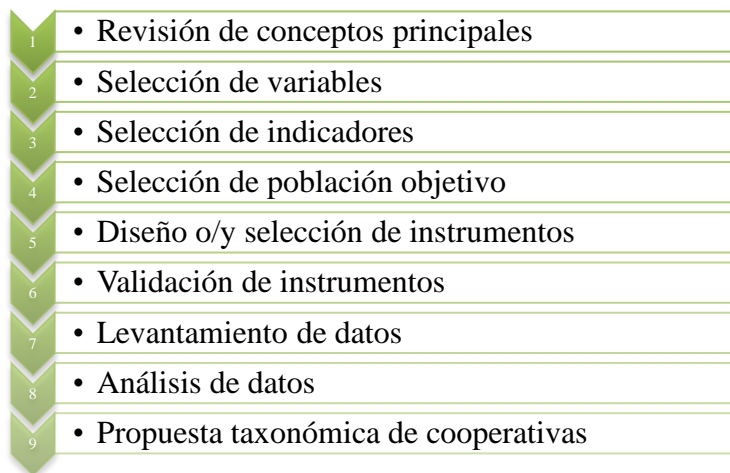 1 • Revisión de conceptos principales
2 • Selección de variables
3 • Selección de indicadores
4 • Selección de población objetivo
5 • Diseño o/y selección de instrumentos
6 • Validación de instrumentos
7 • Levantamiento de datos
8 • Análisis de datos
9 • Propuesta taxonómica de cooperativas